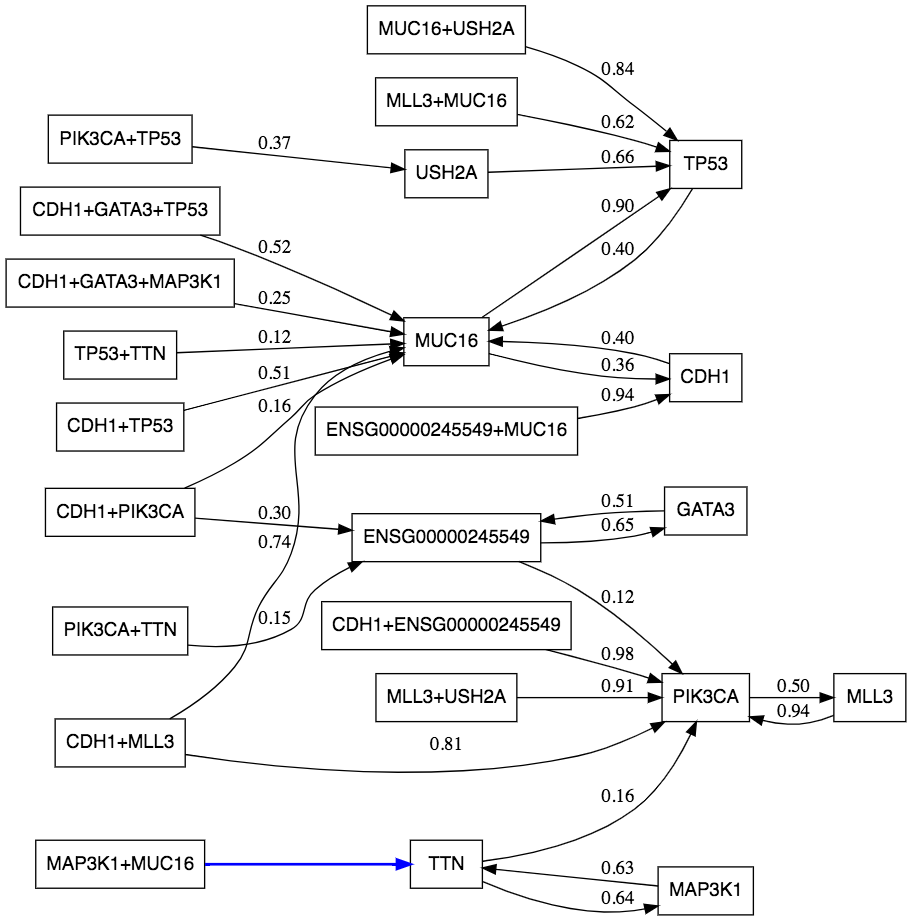 MUC16+USH2A
0.84
MLL3+MUC16
0.62
PIK3CA+TP53
0.37
USH2A
0.66
TP53
CDH1+GATA3+TP53
0.52
0.90
0.40
CDH1+GATA3+MAP3K1
0.25
TP53+TTN
0.12
MUC16
0.40
0.36
CDH1
0.51
CDH1+TP53
0.16
0.94
ENSG00000245549+MUC16
CDH1+PIK3CA
0.30
0.74
ENSG00000245549
0.51
0.65
GATA3
0.12
PIK3CA+TTN
0.15
CDH1+ENSG00000245549
0.98
MLL3+USH2A
0.91
PIK3CA
0.50
0.94
MLL3
CDH1+MLL3
0.81
0.16
MAP3K1+MUC16
TTN
0.63
0.64
MAP3K1